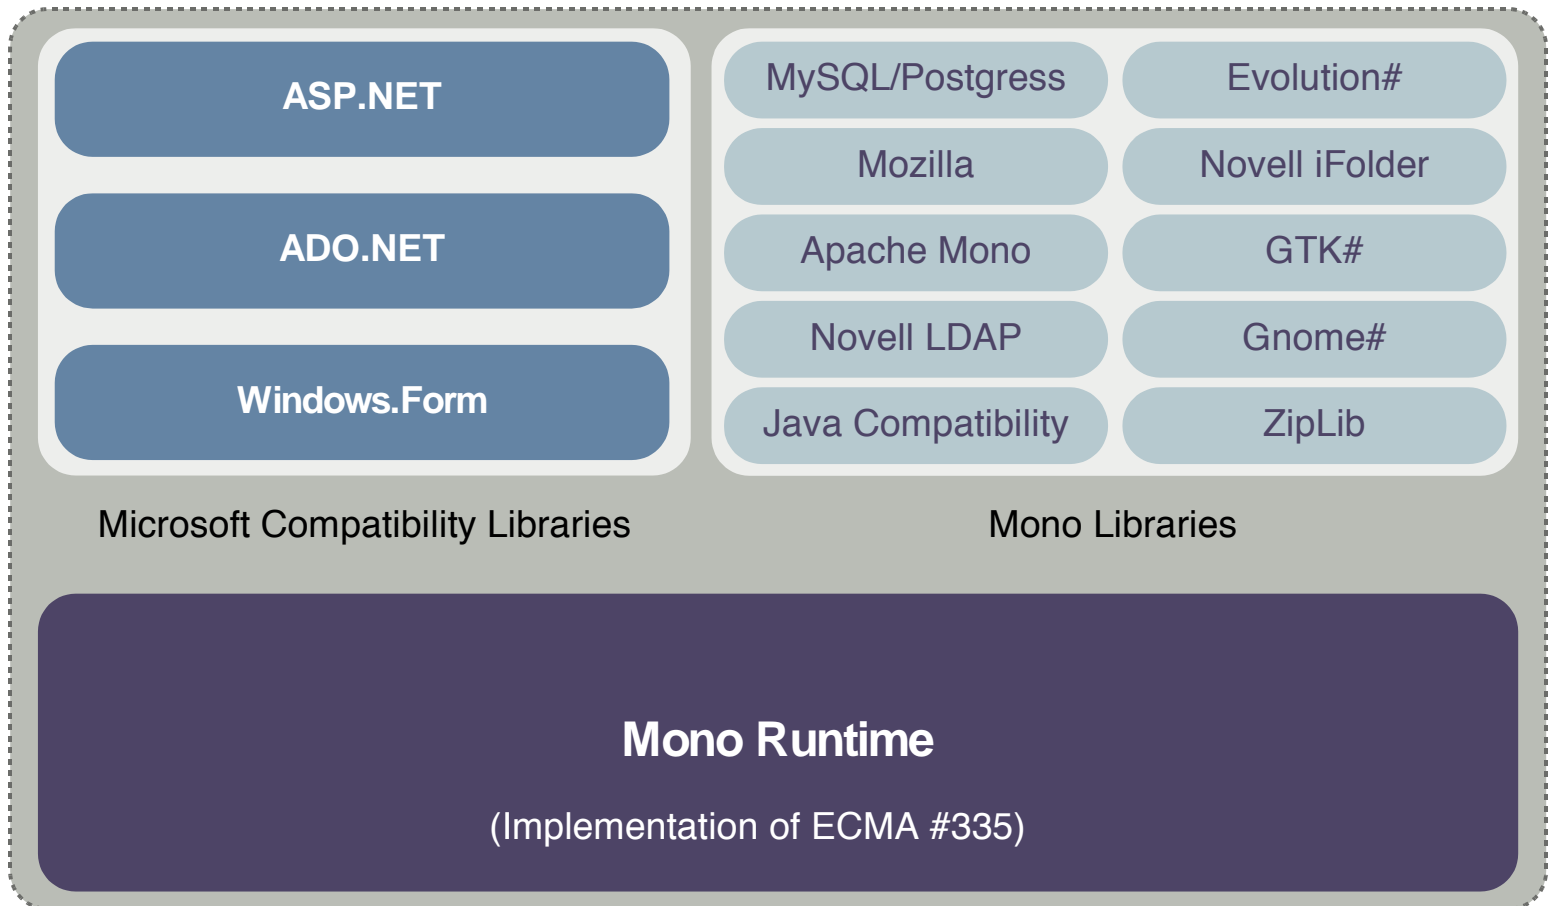 ASP.NET
ADO.NET
Windows.Form
Microsoft Compatibility Libraries
MySQL/Postgress
Evolution#
Mozilla
Novell iFolder
Apache Mono
GTK#
Novell LDAP
Gnome#
Java Compatibility
ZipLib
Mono Libraries
Mono Runtime
(Implementation of ECMA #335)